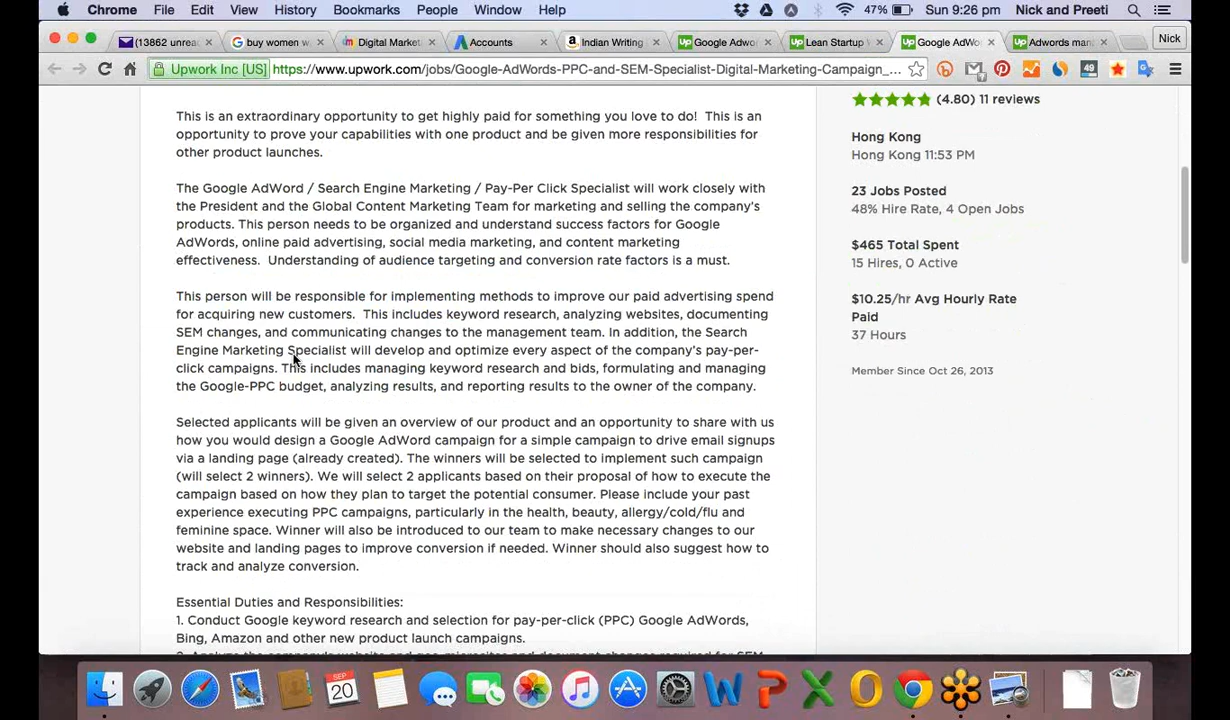 Chrome File Edit View History Bookmarks People Window Help 47% Sun 9:26 pm Nick and Preeti
(13862 unrea
buy women w
Digital Market
Accounts
Indian Writing
Google Adwo
Lean Startup
Google AdWo
Adwords man
Nick
Upwork Inc [US] https://www.upwork.com/jobs/Google-AdWords-PPC-and-SEM-Specialist-Digital-Marketing-Campaign_... 49
This is an extraordinary opportunity to get highly paid for something you love to do! This is an
opportunity to prove your capabilities with one product and be given more responsibilities for
other product launches.
The Google AdWord / Search Engine Marketing / Pay-Per Click Specialist will work closely with
the President and the Global Content Marketing Team for marketing and selling the company's
products. This person needs to be organized and understand success factors for Google
AdWords, online paid advertising, social media marketing, and content marketing
effectiveness. Understanding of audience targeting and conversion rate factors is a must.
This person will be responsible for implementing methods to improve our paid advertising spend
for acquiring new customers. This includes keyword research, analyzing websites, documenting
SEM changes, and communicating changes to the management team. In addition, the Search
Engine Marketing Specialist will develop and optimize every aspect of the company's pay-per-
click campaigns. This includes managing keyword research and bids, formulating and managing
the Google-PPC budget, analyzing results, and reporting results to the owner of the company.
Selected applicants will be given an overview of our product and an opportunity to share with us
how you would design a Google AdWord campaign for a simple campaign to drive email signups
via a landing page (already created). The winners will be selected to implement such campaign
(will select 2 winners). We will select 2 applicants based on their proposal of how to execute the
campaign based on how they plan to target the potential consumer. Please include your past
experience executing PPC campaigns, particularly in the health, beauty, allergy/cold/flu and
feminine space. Winner will also be introduced to our team to make necessary changes to our
website and landing pages to improve conversion if needed. Winner should also suggest how to
track and analyze conversion.
Essential Duties and Responsibilities:
1. Conduct Google keyword research and selection for pay-per-click (PPC) Google AdWords,
Bing, Amazon and other new product launch campaigns.
(4.80) 11 reviews
Hong Kong
Hong Kong 11:53 PM
23 Jobs Posted
48% Hire Rate, 4 Open Jobs
$465 Total Spent
15 Hires, 0 Active
$10.25/hr Avg Hourly Rate
Paid
37 Hours
Member Since Oct 26, 2013
SEP
20